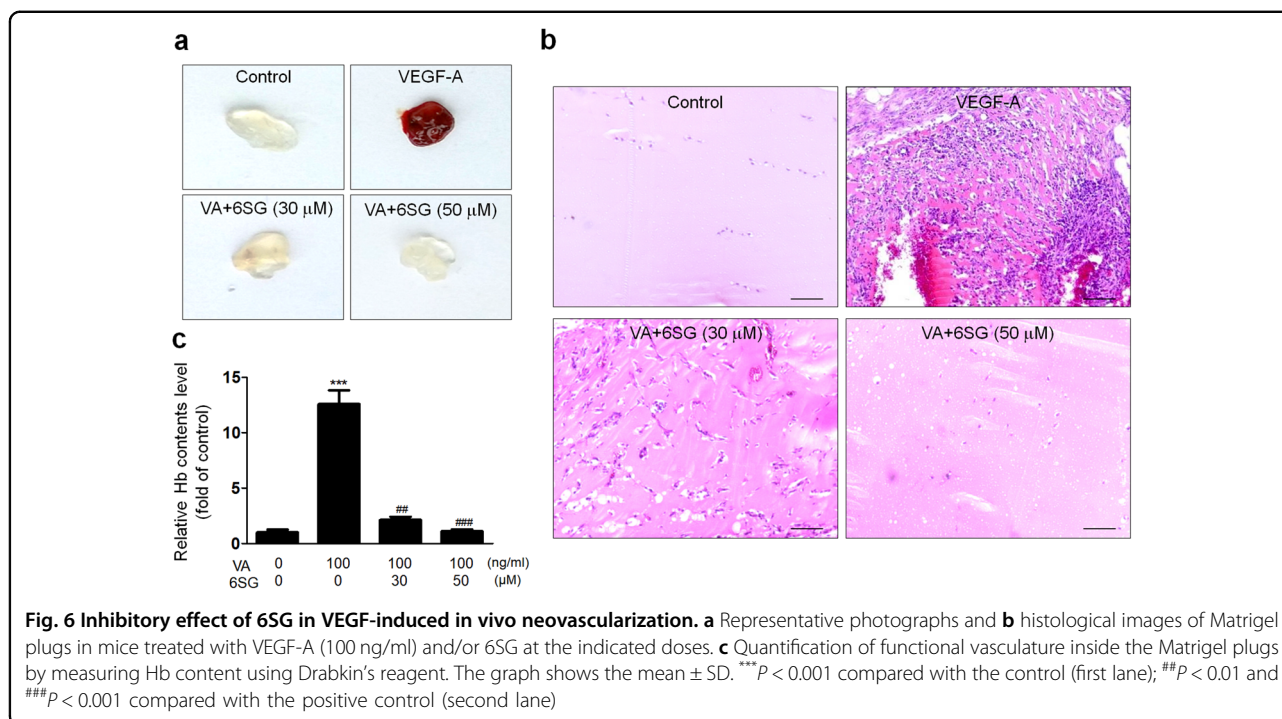 a
Control
VEGF-A
VA+6SG (30 μM)
VA+6SG (50 μM)
b
Control
VEGF-A
VA+6SG (30 μM)
VA+6SG (50 μM)
c
Relative Hb contents level
(fold of control)
15
10
5
0
***
##
###
VA 0 100 100 100 (ng/ml)
6SG 0 0 30 50 (μM)
Fig. 6 Inhibitory effect of 6SG in VEGF-induced in vivo neovascularization. a Representative photographs and b histological images of Matrigel
plugs in mice treated with VEGF-A (100 ng/ml) and/or 6SG at the indicated doses. c Quantification of functional vasculature inside the Matrigel plugs
by measuring Hb content using Drabkin's reagent. The graph shows the mean ± SD. ***P < 0.001 compared with the control (first lane); ##P < 0.01 and
###P < 0.001 compared with the positive control (second lane)